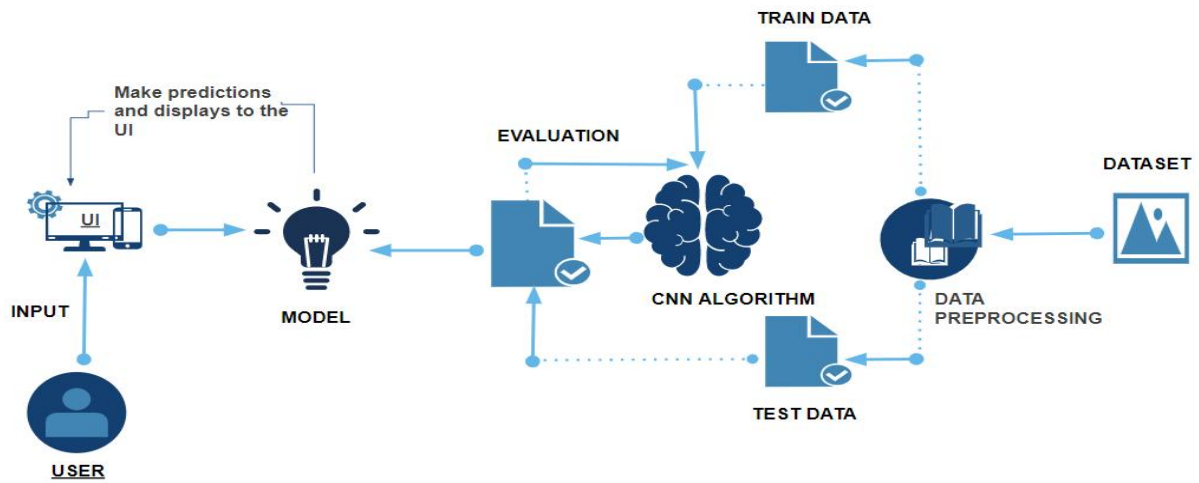 TRAIN DATA
Make predictions
and displays to the
UI
EVALUATION
DATASET
UI
INPUT
MODEL
CNN ALGORITHM
DATA
PREPROCESSING
TEST DATA
USER